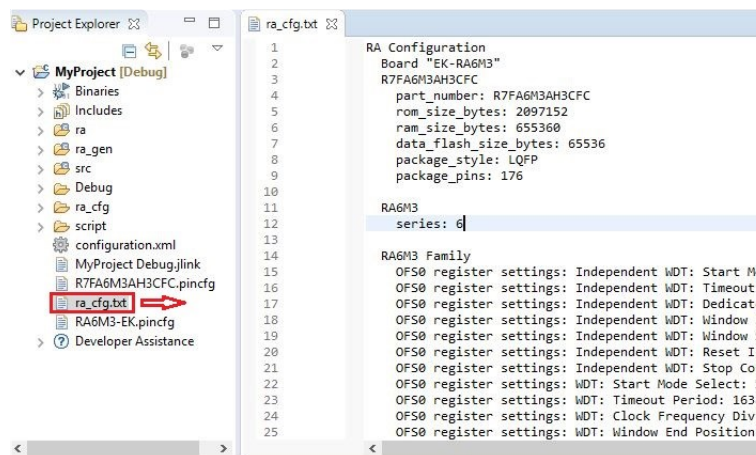 Project Explorer
MyProject [Debug]
Binaries
Includes
ra
ra_gen
src
Debug
ra_cfg
script
configuration.xml
MyProject Debug.jlink
R7FA6M3AH3CFC.pincfg
ra_cfg.txt
RA6M3-EK.pincfg
Developer Assistance
ra_cfg.txt
1 RA Configuration
2 Board "EK-RA6M3"
3 R7FA6M3AH3CFC
4 part_number: R7FA6M3AH3CFC
5 rom_size_bytes: 2097152
6 ram_size_bytes: 655360
7 data_flash_size_bytes: 65536
8 package_style: LQFP
9 package_pins: 176
10
11 RA6M3
12 series: 6
13
14 RA6M3 Family
15 OFS0 register settings: Independent WDT: Start M
16 OFS0 register settings: Independent WDT: Timeout
17 OFS0 register settings: Independent WDT: Dedicat
18 OFS0 register settings: Independent WDT: Window
19 OFS0 register settings: Independent WDT: Window
20 OFS0 register settings: Independent WDT: Reset I
21 OFS0 register settings: Independent WDT: Stop Co
22 OFS0 register settings: WDT: Start Mode Select:
23 OFS0 register settings: WDT: Timeout Period: 163
24 OFS0 register settings: WDT: Clock Frequency Div
25 OFS0 register settings: WDT: Window End Position